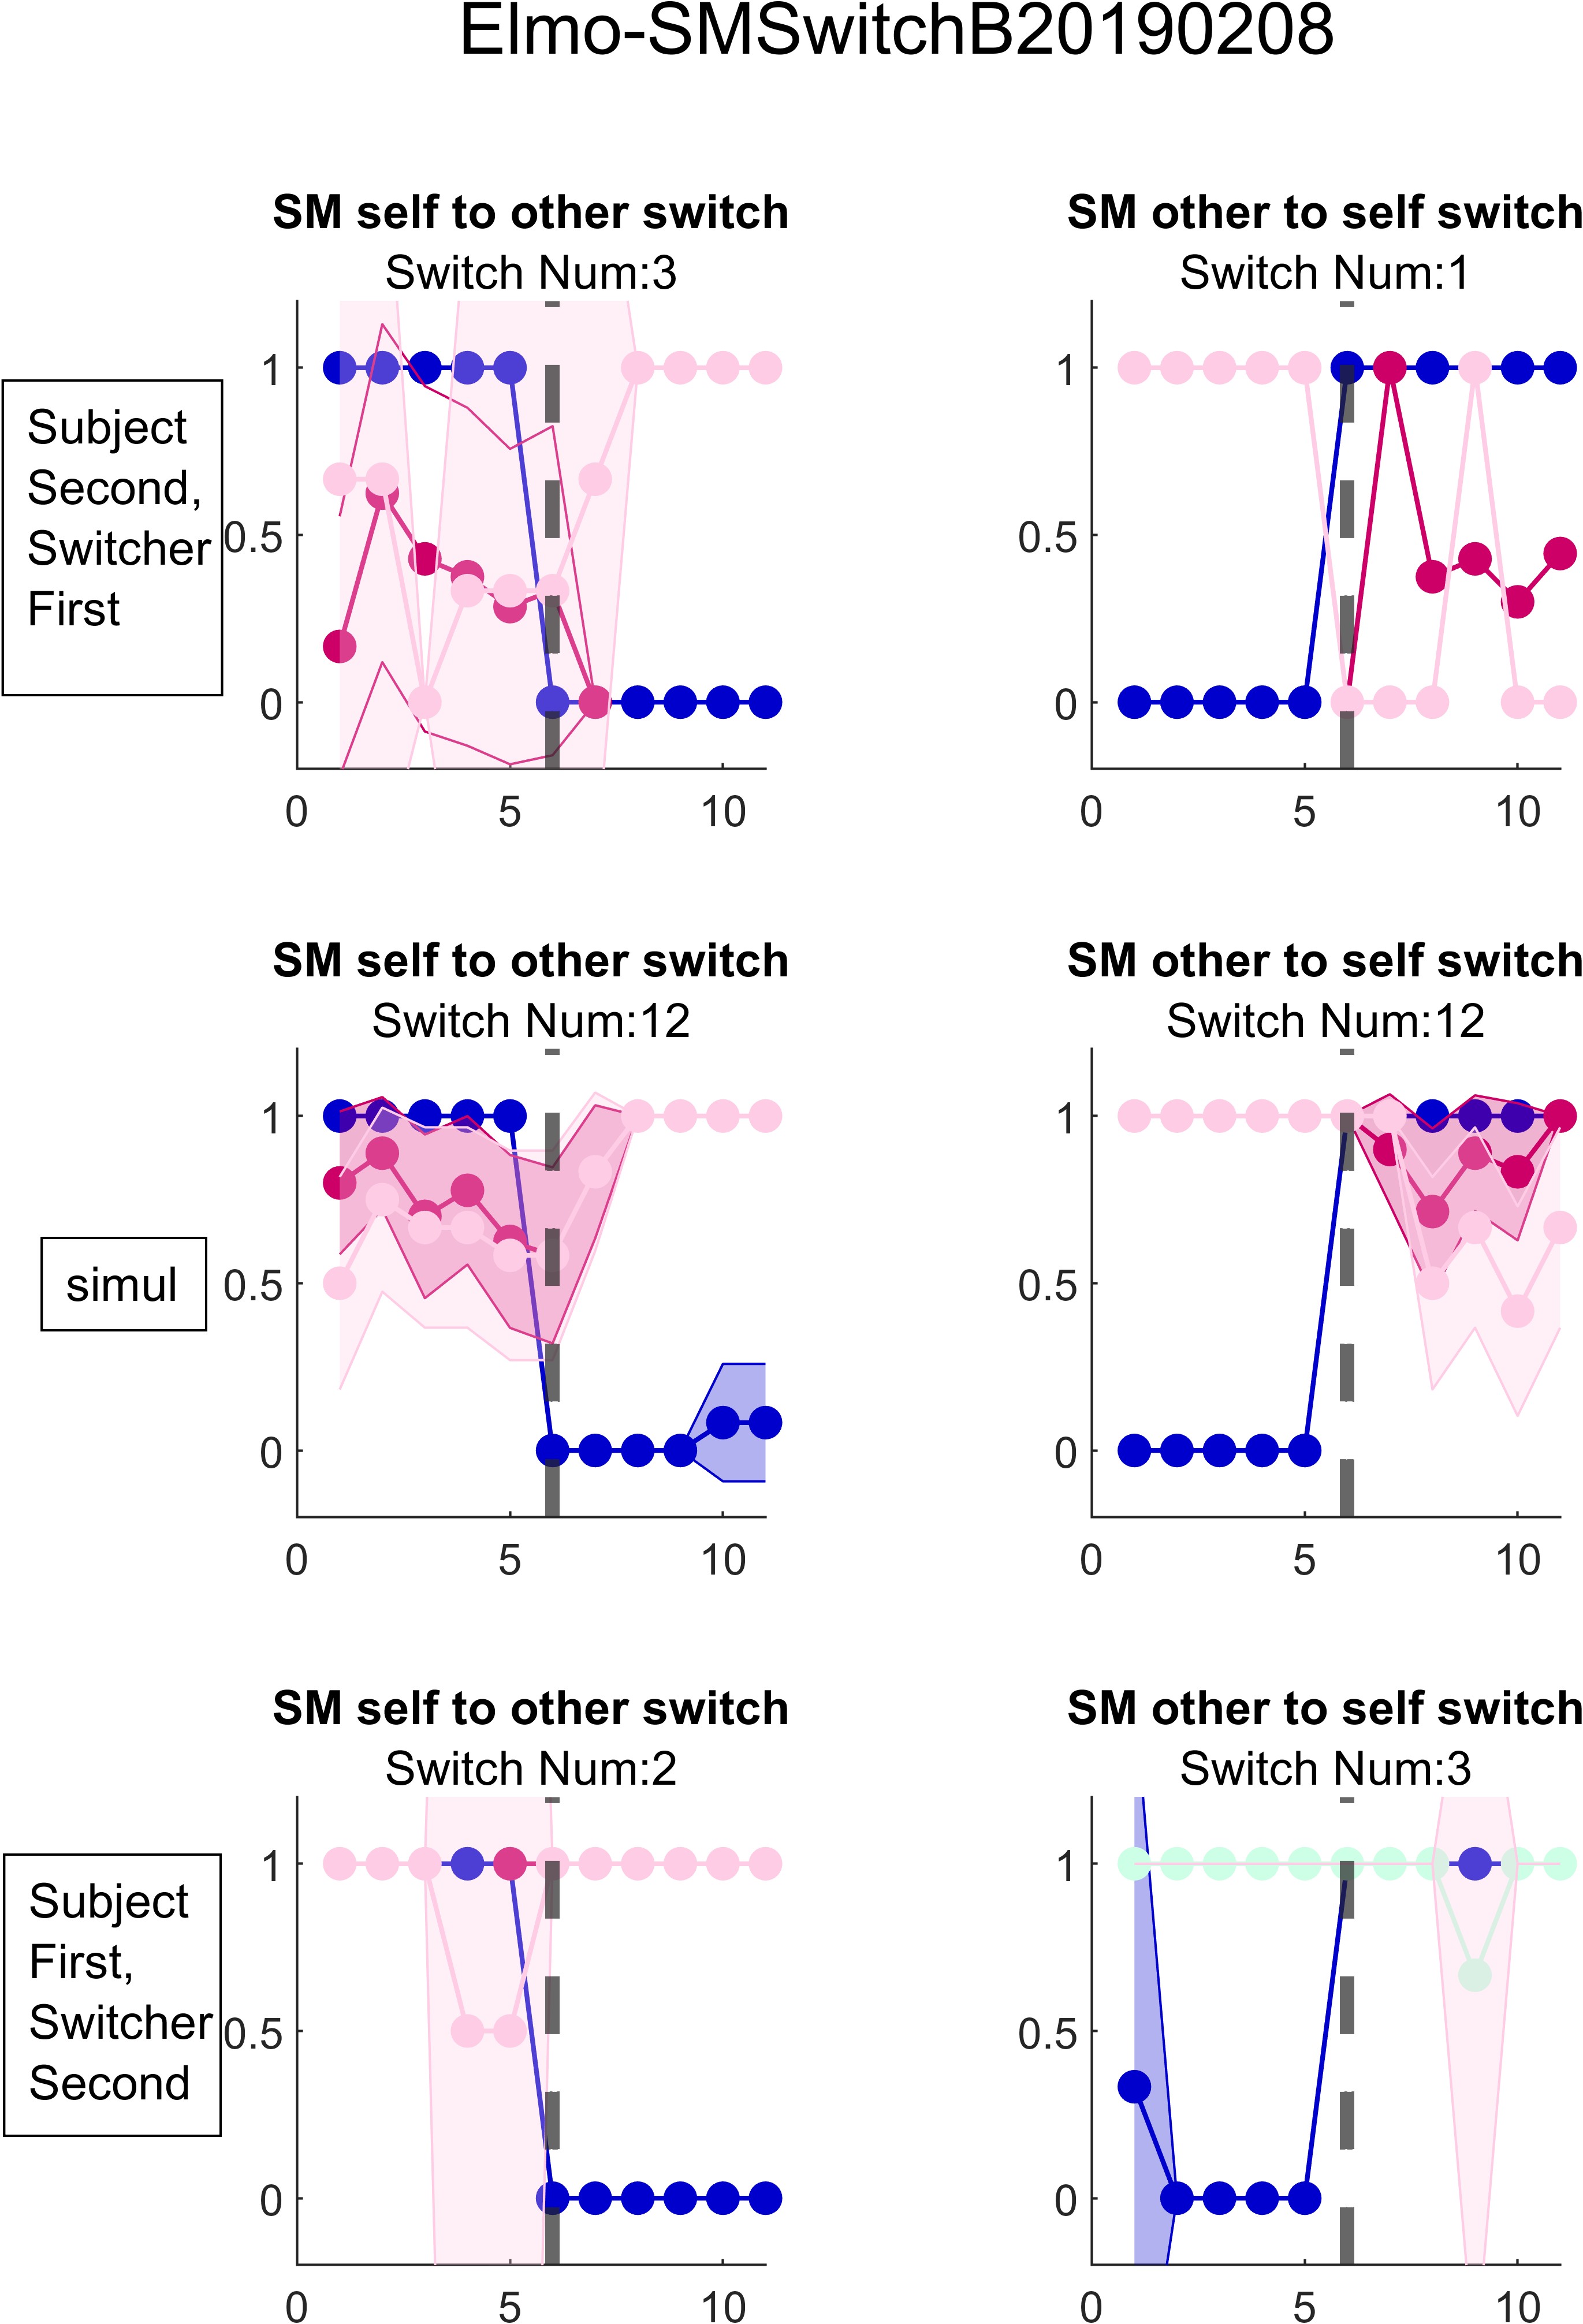 Elmo-SMSwitchB20190208
SM self to other switch
Switch Num:3
SM other to self switch
Switch Num:1
Subject
Second,
Switcher
First
1
0.5
0
0
5
10
1
0.5
0
0
5
10
SM self to other switch
Switch Num:12
SM other to self switch
Switch Num:12
simul
1
0.5
0
0
5
10
1
0.5
0
0
5
10
SM self to other switch
Switch Num:2
SM other to self switch
Switch Num:3
Subject
First,
Switcher
Second
1
0.5
0
0
5
10
1
0.5
0
0
5
10